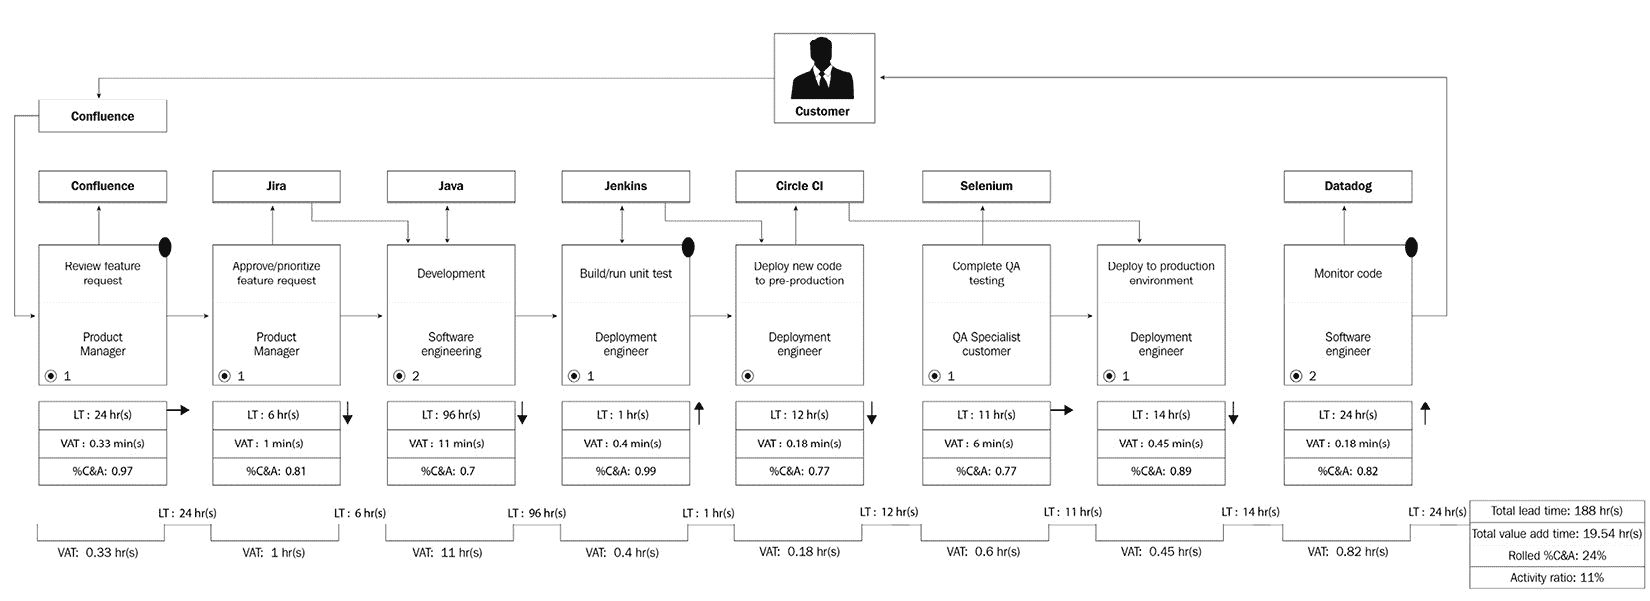 Customer
Confluence
Confluence
Jira
Java
Jenkins
Circle CI
Selenium
Datadog
Review feature
request
Product
Manager
1
Approve/prioritize
feature request
Product
Manager
1
Development
Software
engineering
2
Build/run unit test
Deployment
engineer
1
Deploy new code
to pre-production
Deployment
engineer
Complete QA
testing
QA Specialist
customer
1
Deploy to production
environment
Deployment
engineer
1
Monitor code
Software
engineer
2
LT : 24 hr(s)
VAT : 0.33 min(s)
%C&A: 0.97
LT : 6 hr(s)
VAT : 1 min(s)
%C&A: 0.81
LT : 96 hr(s)
VAT : 11 min(s)
%C&A: 0.7
LT : 1 hr(s)
VAT : 0.4 min(s)
%C&A: 0.99
LT : 12 hr(s)
VAT : 0.18 min(s)
%C&A: 0.77
LT : 11 hr(s)
VAT : 6 min(s)
%C&A: 0.77
LT : 14 hr(s)
VAT : 0.45 min(s)
%C&A: 0.89
LT : 24 hr(s)
VAT : 0.18 min(s)
%C&A: 0.82
LT : 24 hr(s)
LT : 6 hr(s)
LT : 96 hr(s)
LT : 1 hr(s)
LT : 12 hr(s)
LT : 11 hr(s)
LT : 14 hr(s)
LT : 24 hr(s)
VAT: 0.33 hr(s)
VAT: 1 hr(s)
VAT: 11 hr(s)
VAT: 0.4 hr(s)
VAT: 0.18 hr(s)
VAT: 0.6 hr(s)
VAT: 0.45 hr(s)
VAT: 0.82 hr(s)
Total lead time: 188 hr(s)
Total value add time: 19.54 hr(s)
Rolled %C&A: 24%
Activity ratio: 11%